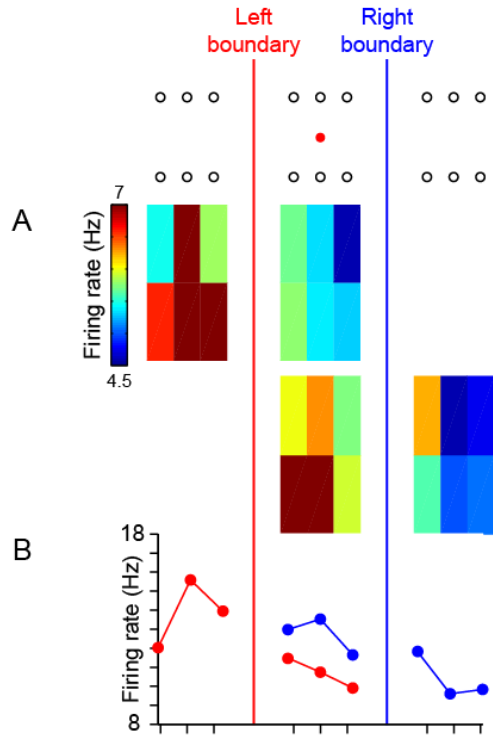 Left
boundary
Right
boundary
A
7
Firing rate (Hz)
4.5
B
18
Firing rate (Hz)
8